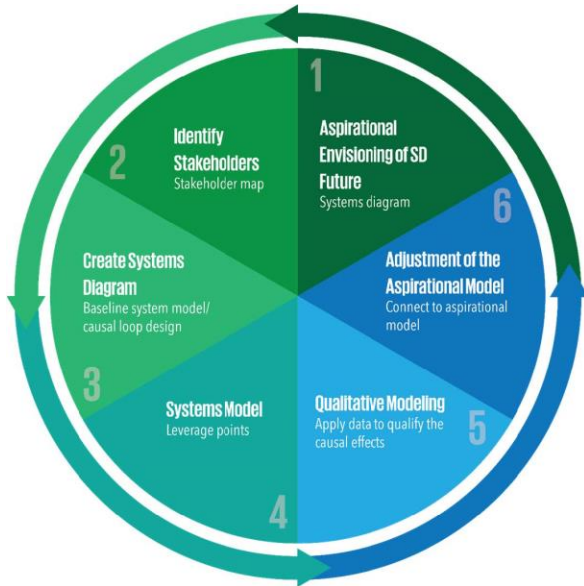 1
Aspirational
Envisioning of SD
Future
Systems diagram
2
Identify
Stakeholders
Stakeholder map
3
Create Systems
Diagram
Baseline system model/
causal loop design
4
Systems Model
Leverage points
5
Qualitative Modeling
Apply data to qualify the
causal effects
6
Adjustment of the
Aspirational Model
Connect to aspirational
model